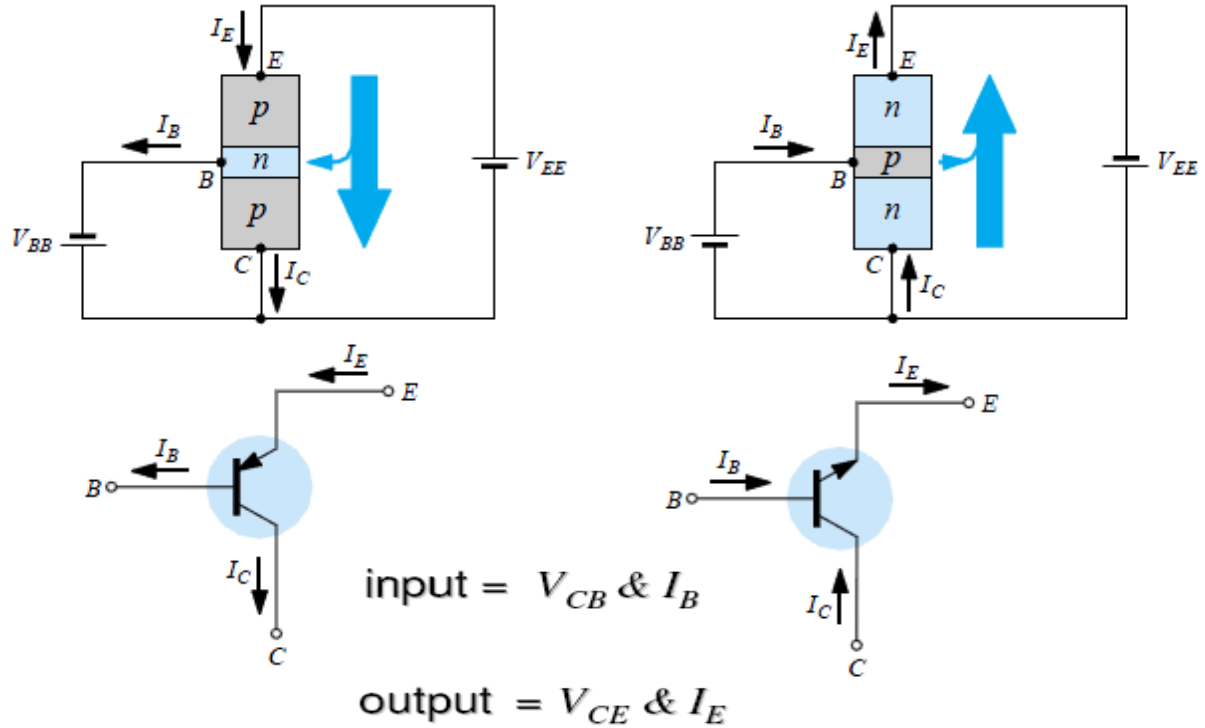 I_E
E
p
I_B
n
B
p
V_BB
C
I_C
V_EE
I_E
E
n
I_B
p
B
n
V_BB
C
I_C
V_EE
I_E
E
I_B
B
I_C
C
I_E
E
I_B
B
I_C
C
input = V_CB & I_B
output = V_CE & I_E